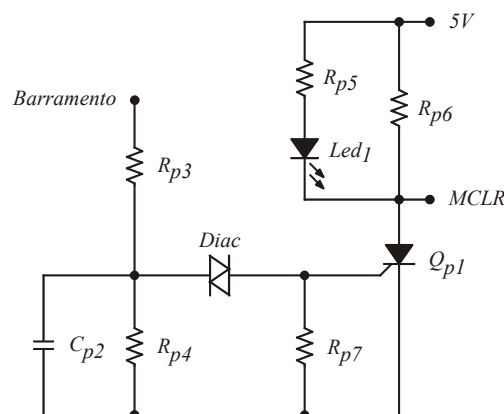 5V
Rp5
Rp6
Barramento
Led1
Rp3
MCLR
Diac
Qp1
Cp2
Rp4
Rp7